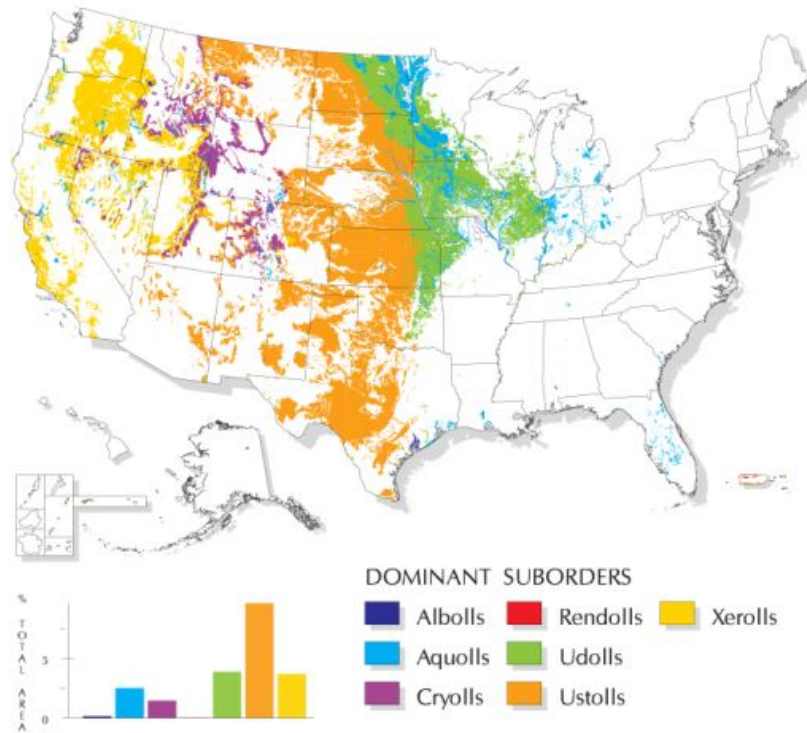 DOMINANT SUBORDERS
Albolls
Rendolls
Xerolls
Aquolls
Udolls
Cryolls
Ustolls
% TOTAL AREA
5
0